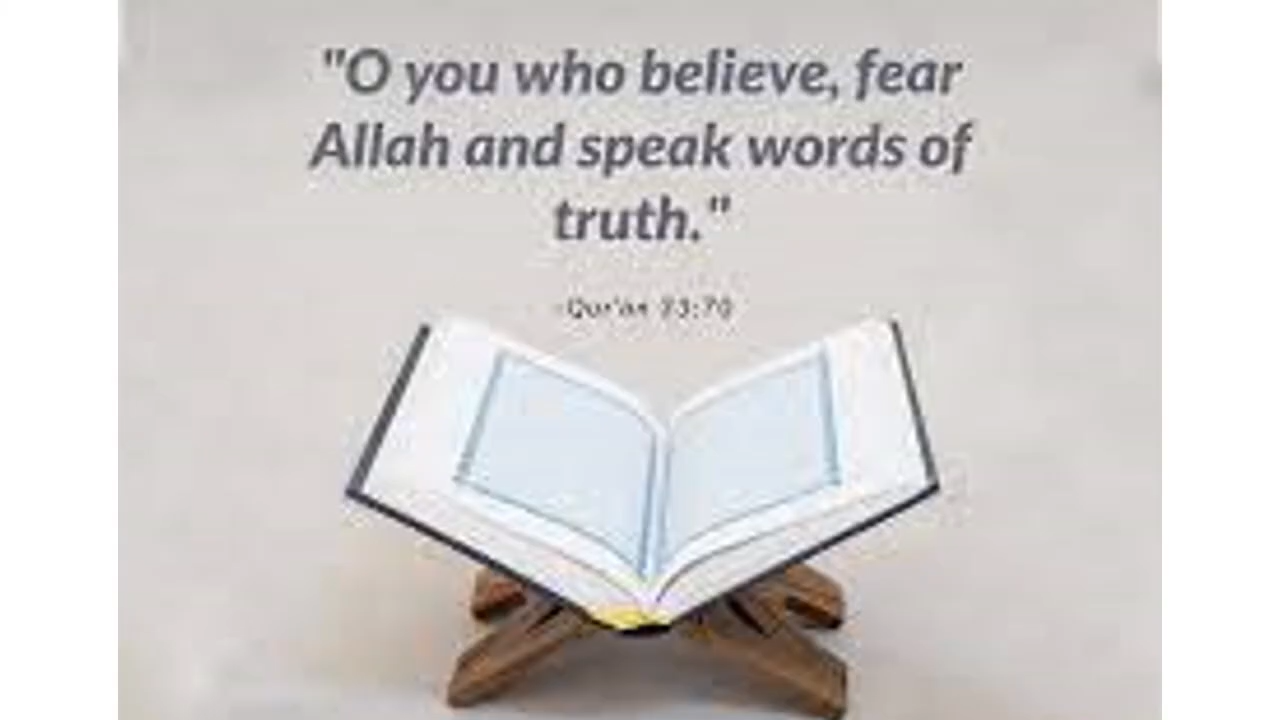 "O you who believe, fear
Allah and speak words of
truth."
-Qur'an 33:70